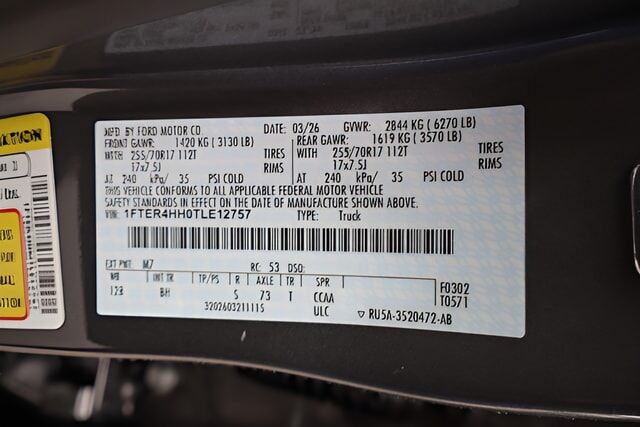 MFD. BY FORD MOTOR CO.
DATE: 03/26 GVWR: 2844 KG ( 6270 LB)
FRONT GAWR: 1420 KG ( 3130 LB)
REAR GAWR: 1619 KG ( 3570 LB)
WITH 255/70R17 112T TIRES
WITH 255/70R17 112T TIRES
17x7.5J RIMS
17x7.5J RIMS
AT 240 kPa/ 35 PSI COLD
AT 240 kPa/ 35 PSI COLD
THIS VEHICLE CONFORMS TO ALL APPLICABLE FEDERAL MOTOR VEHICLE
SAFETY STANDARDS IN EFFECT ON THE DATE OF MANUFACTURE SHOWN ABOVE.
VIN: 1FTER4HH0TLE12757 TYPE: Truck
EXT PNT: M7 RC: 53 DSO:
WB INT TR TP/PS R AXLE TR SPR
123 BH S 73 T CCAA
ULC
F0302
T0571
▽ RU5A-3520472-AB